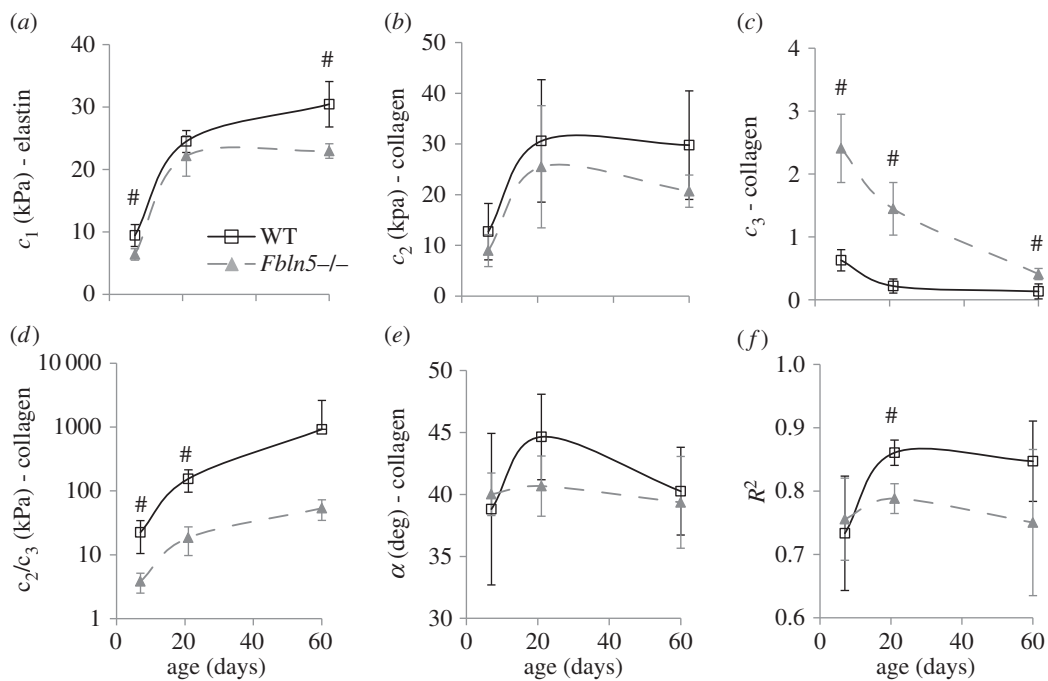 (a)
40
30
20
10
0
c1 (kPa) - elastin
#
#
WT
Fbln5–/–
(b)
50
40
30
20
10
0
c2 (kpa) - collagen
(c)
4
3
2
1
0
c3 - collagen
#
#
#
(d)
10 000
1000
100
10
1
c2/c3 (kPa) - collagen
#
#
0 20 40 60
age (days)
(e)
50
45
40
35
30
α (deg) - collagen
0 20 40 60
age (days)
(f)
1.0
0.9
0.8
0.7
0.6
R2
#
0 20 40 60
age (days)